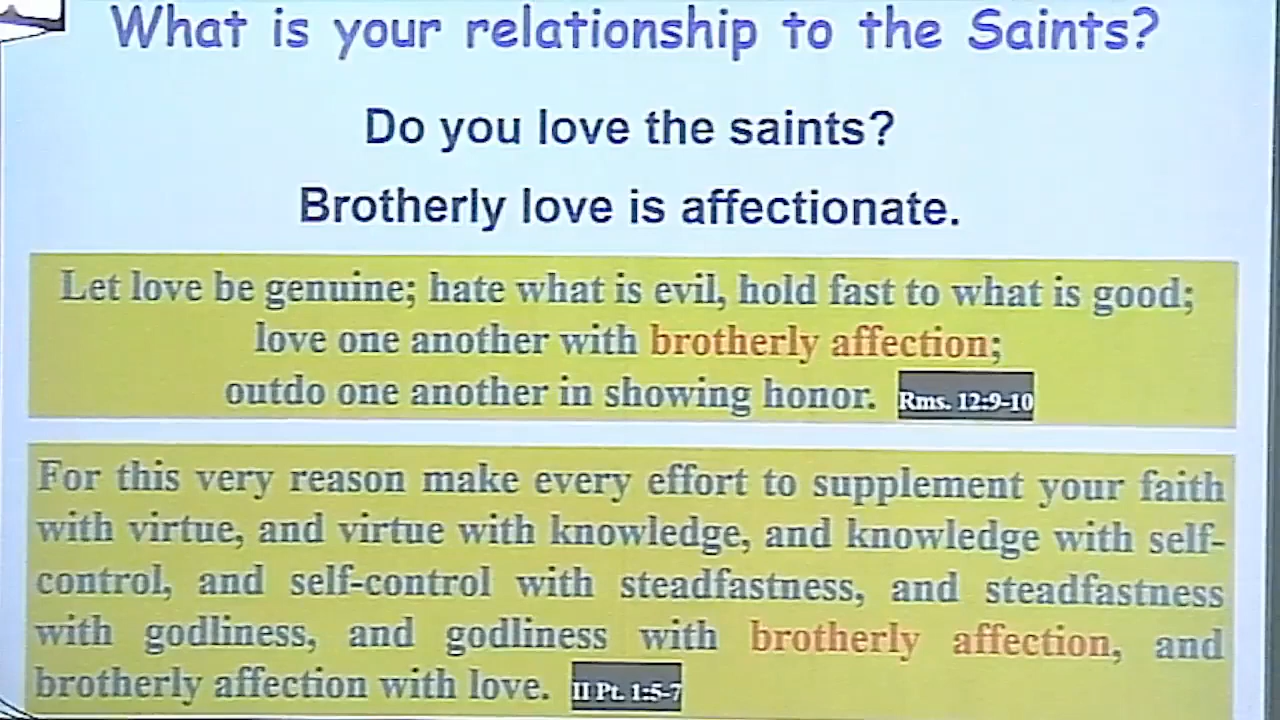 What is your relationship to the Saints?
Do you love the saints?
Brotherly love is affectionate.
Let love be genuine; hate what is evil, hold fast to what is good;
love one another with brotherly affection;
outdo one another in showing honor. Rms. 12:9-10
For this very reason make every effort to supplement your faith
with virtue, and virtue with knowledge, and knowledge with self-
control, and self-control with steadfastness, and steadfastness
with godliness, and godliness with brotherly affection, and
brotherly affection with love. II Pt. 1:5-7